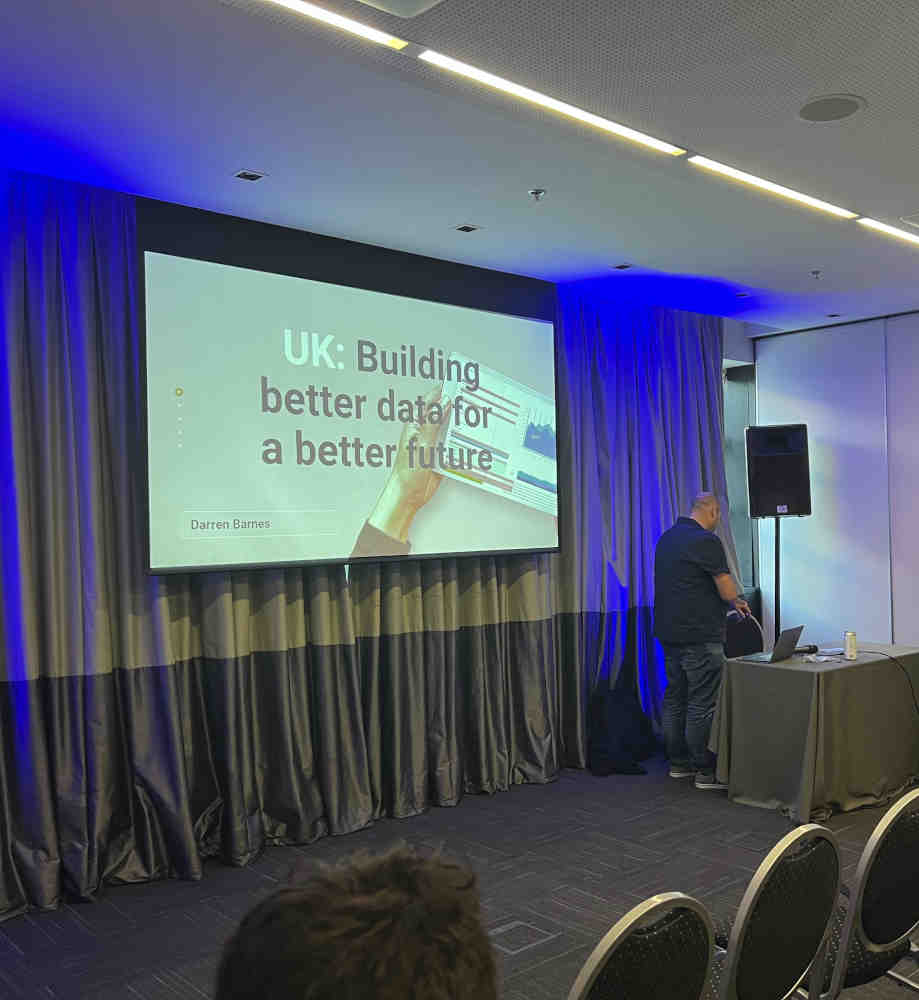 UK: Building
better data for
a better future
Darren Barnes